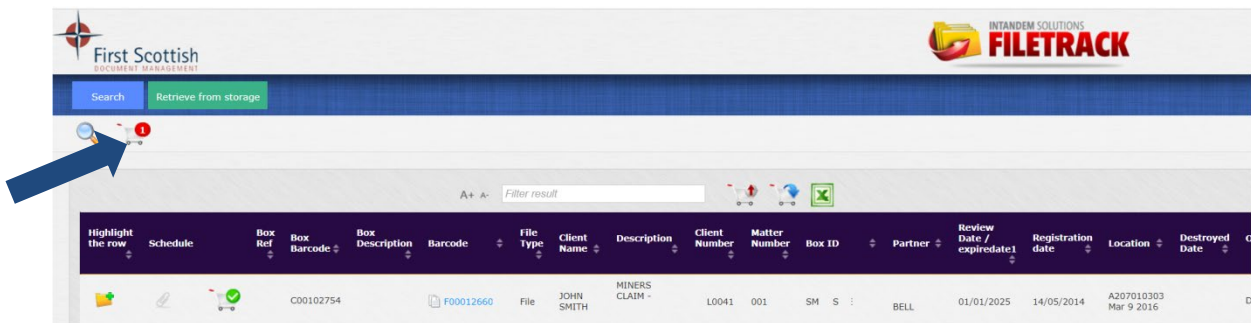 First Scottish
DOCUMENT MANAGEMENT
INTANDEM SOLUTIONS
FILETRACK
Search Retrieve from storage
1
A+ A- Filter result
Highlight the row Schedule Box Ref Box Barcode Box Description Barcode File Type Client Name Description Client Number Matter Number Box ID Partner Review Date / expiredate1 Registration date Location Destroyed Date
C00102754 F00012660 File JOHN SMITH MINERS CLAIM - L0041 001 SM S BELL 01/01/2025 14/05/2014 A207010303 Mar 9 2016